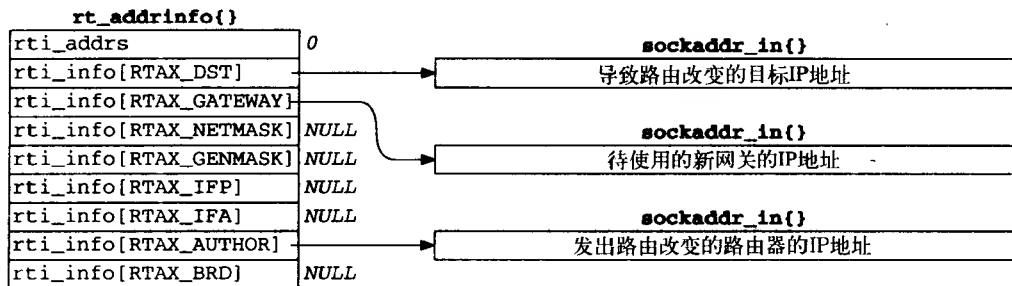 rt_addrinfo{}
rti_addrs 0
sockaddr_in{}
rti_info[RTAX_DST]
导致路由改变的目标IP地址
rti_info[RTAX_GATEWAY]
rti_info[RTAX_NETMASK] NULL
sockaddr_in{}
rti_info[RTAX_GENMASK] NULL
待使用的新网关的IP地址
rti_info[RTAX_IFP] NULL
rti_info[RTAX_IFA] NULL
sockaddr_in{}
rti_info[RTAX_AUTHOR]
发出路由改变的路由器的IP地址
rti_info[RTAX_BRD] NULL